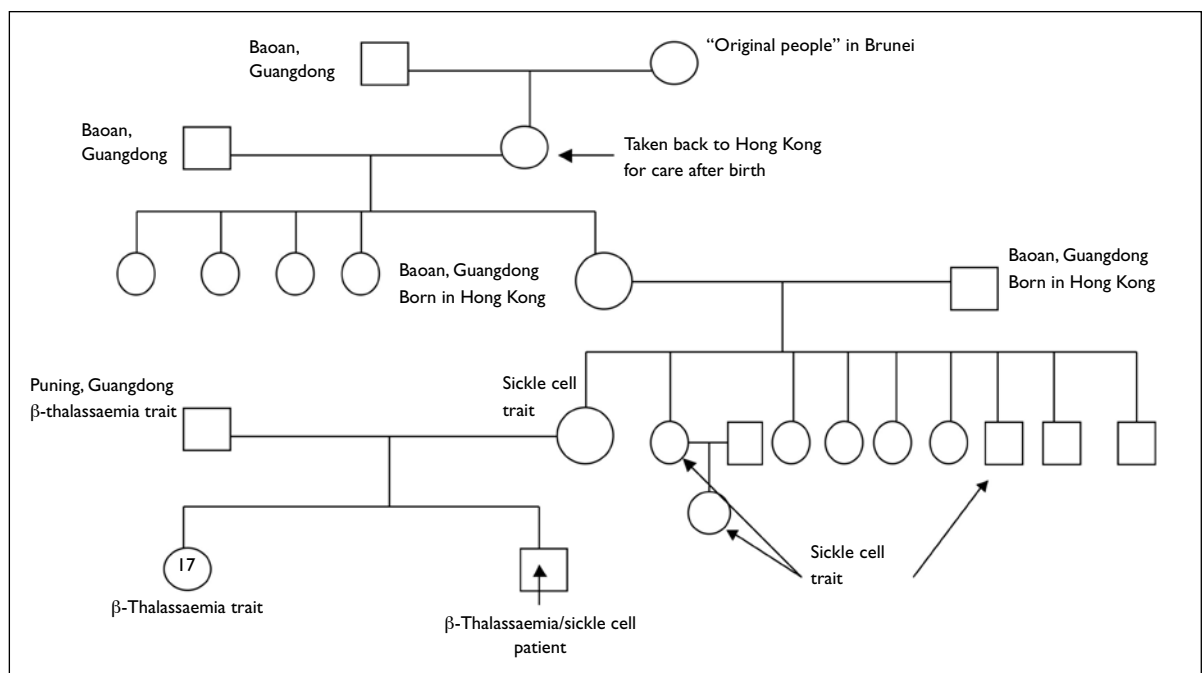 Baoan,
Guangdong
“Original people” in Brunei
Baoan,
Guangdong
Taken back to Hong Kong
for care after birth
Baoan, Guangdong
Born in Hong Kong
Baoan, Guangdong
Born in Hong Kong
Puning, Guangdong
β-thalassaemia trait
Sickle cell
trait
17
β-Thalassaemia trait
β-Thalassaemia/sickle cell
patient
Sickle cell
trait